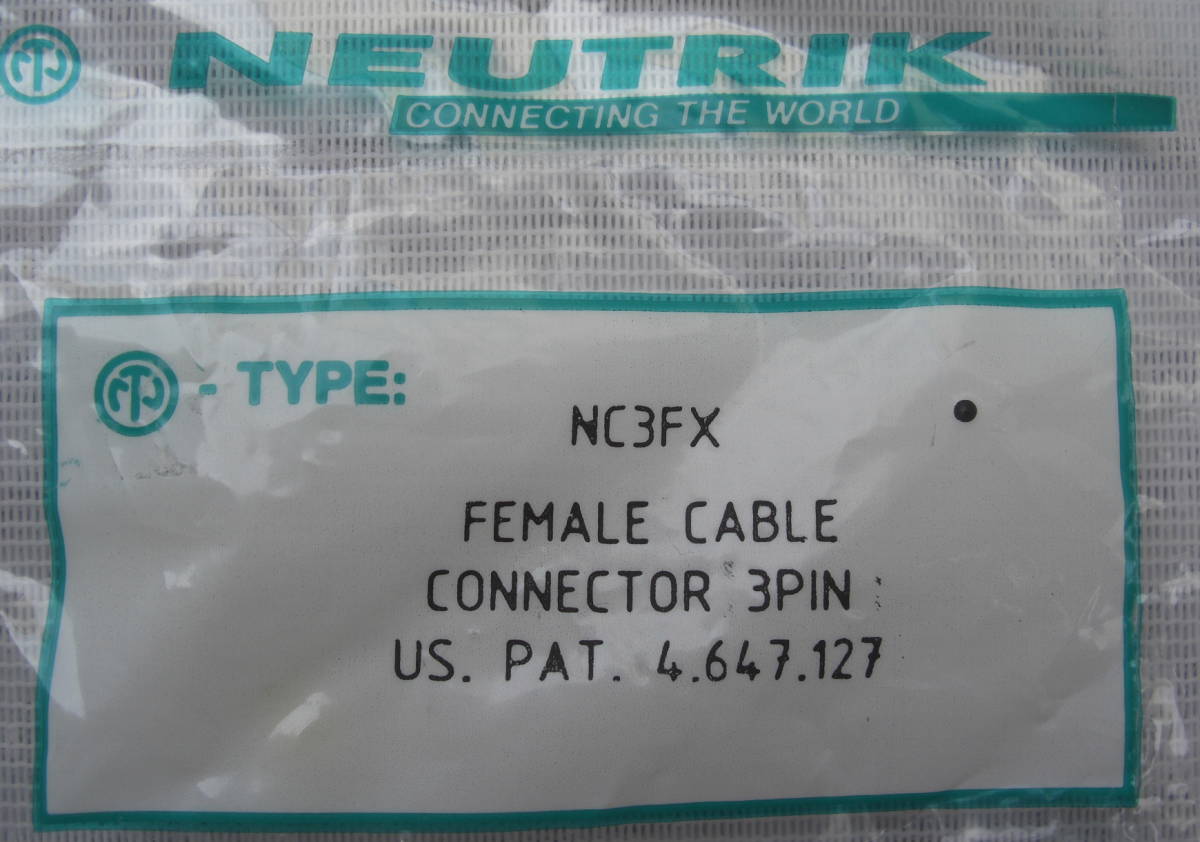 NEUTRIK
CONNECTING THE WORLD
- TYPE:
NC3FX
FEMALE CABLE
CONNECTOR 3PIN
US. PAT. 4.647.127